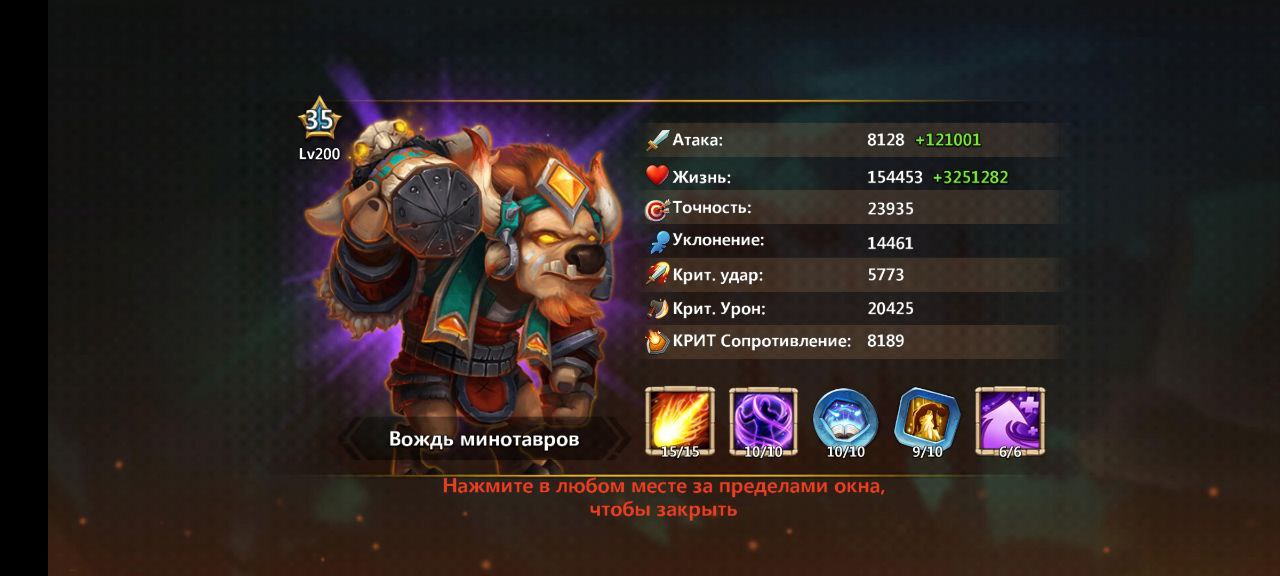 35
Lv200
Атака: 8128 +121001
Жизнь: 154453 +3251282
Точность: 23935
Уклонение: 14461
Крит. удар: 5773
Крит. Урон: 20425
КРИТ Сопротивление: 8189
15/15 10/10 10/10 9/10 6/6
Вождь минотавров
Нажмите в любом месте за пределами окна,
чтобы закрыть